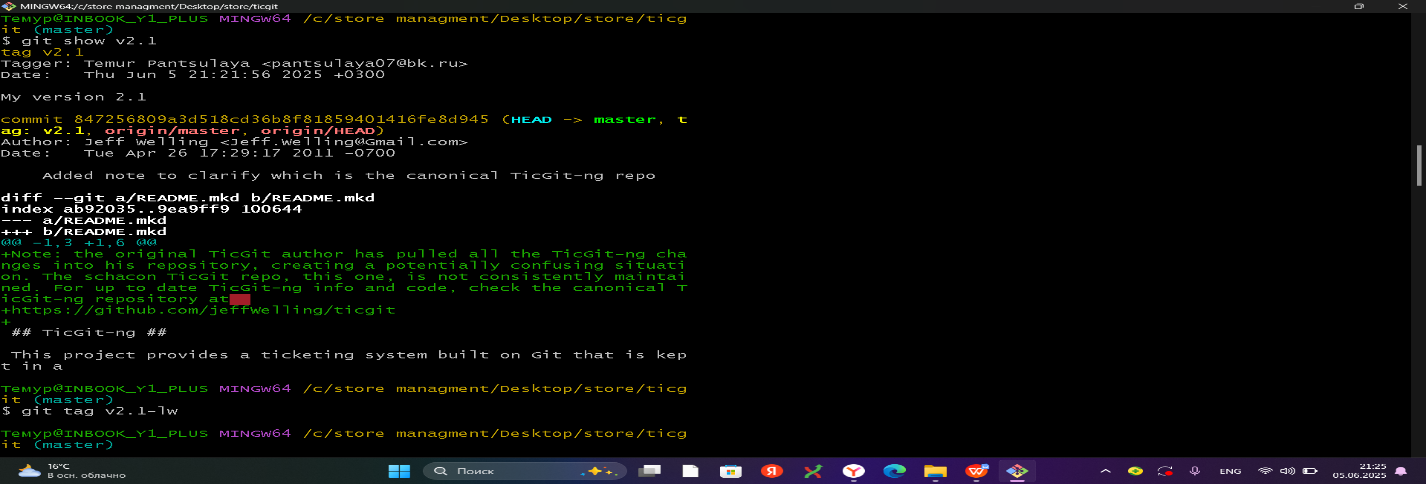 MINGW64:/c/store managment/Desktop/store/ticgit
Темур@INBOOK_Y1_PLUS MINGW64 /c/store managment/Desktop/store/ticg
it (master)
$ git show v2.1
tag v2.1
Tagger: Temur Pantsulaya <pantsulaya07@bk.ru>
Date:   Thu Jun 5 21:21:56 2025 +0300
My version 2.1
commit 847256809a3d518cd36b8f81859401416fe8d945 (HEAD -> master, t
ag: v2.1, origin/master, origin/HEAD)
Author: Jeff Welling <Jeff.Welling@Gmail.com>
Date:   Tue Apr 26 17:29:17 2011 -0700
    Added note to clarify which is the canonical TicGit-ng repo
diff --git a/README.mkd b/README.mkd
index ab92035..9ea9ff9 100644
--- a/README.mkd
+++ b/README.mkd
@@ -1,3 +1,6 @@
+Note: the original TicGit author has pulled all the TicGit-ng cha
nges into his repository, creating a potentially confusing situati
on. The schacon TicGit repo, this one, is not consistently maintai
ned. For up to date TicGit-ng info and code, check the canonical T
icGit-ng repository at
+https://github.com/jeffWelling/ticgit
+
 ## TicGit-ng ##
 This project provides a ticketing system built on Git that is kep
t in a
Темур@INBOOK_Y1_PLUS MINGW64 /c/store managment/Desktop/store/ticg
it (master)
$ git tag v2.1-lw
Темур@INBOOK_Y1_PLUS MINGW64 /c/store managment/Desktop/store/ticg
it (master)
16°C
В осн. облачно
Поиск
ENG
21:25
05.06.2025